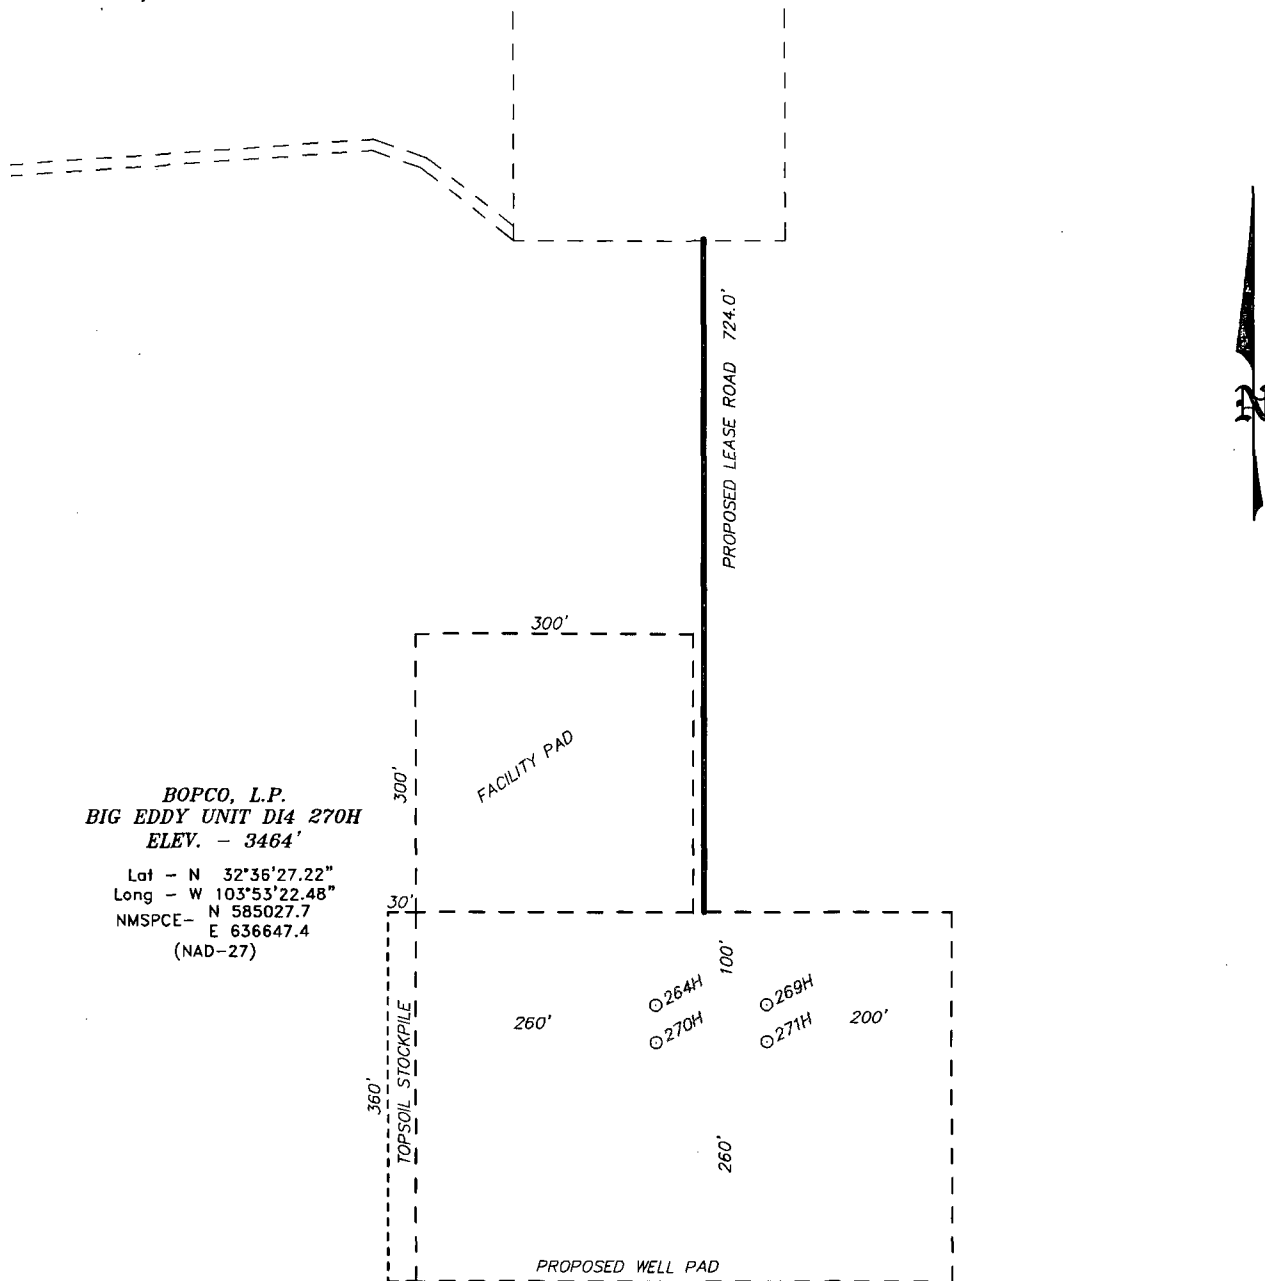 PROPOSED LEASE ROAD 724.0'
N
300'
300'
FACILITY PAD
BOPCO, L.P.
BIG EDDY UNIT DI4 270H
ELEV. - 3464'
Lat - N 32°36'27.22"
Long - W 103°53'22.48"
NMSPCE- N 585027.7
E 636647.4
(NAD-27)
30'
100'
264H
269H
260'
270H
271H
200'
TOPSOIL STOCKPILE
360'
260'
PROPOSED WELL PAD